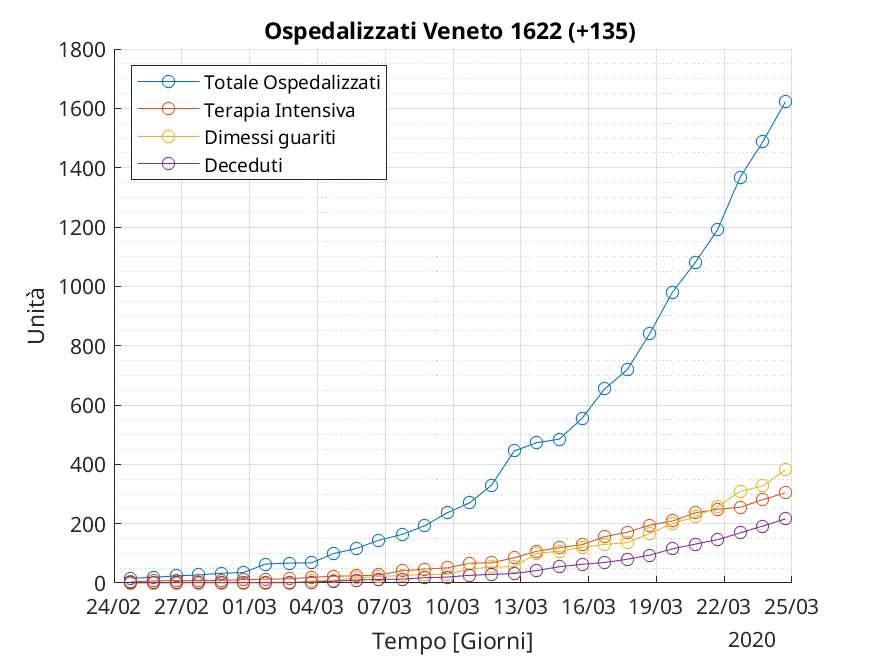 Ospedalizzati Veneto 1622 (+135)
1800
1600
1400
1200
1000
800
600
400
200
0
Unità
Totale Ospedalizzati
Terapia Intensiva
Dimessi guariti
Deceduti
24/02 27/02 01/03 04/03 07/03 10/03 13/03 16/03 19/03 22/03 25/03
Tempo [Giorni]
2020